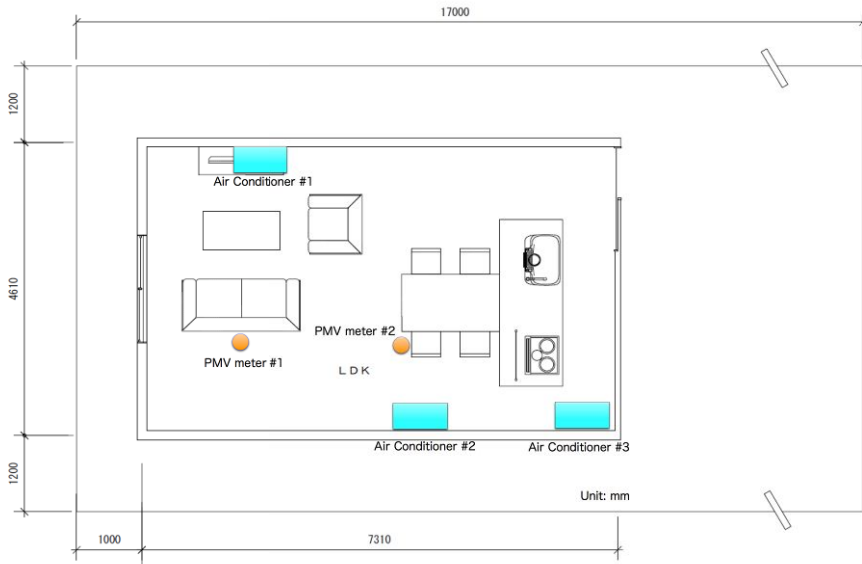 17000
1200
Air Conditioner #1
4610
PMV meter #2
PMV meter #1
LDK
Air Conditioner #2
Air Conditioner #3
1200
Unit: mm
1000
7310